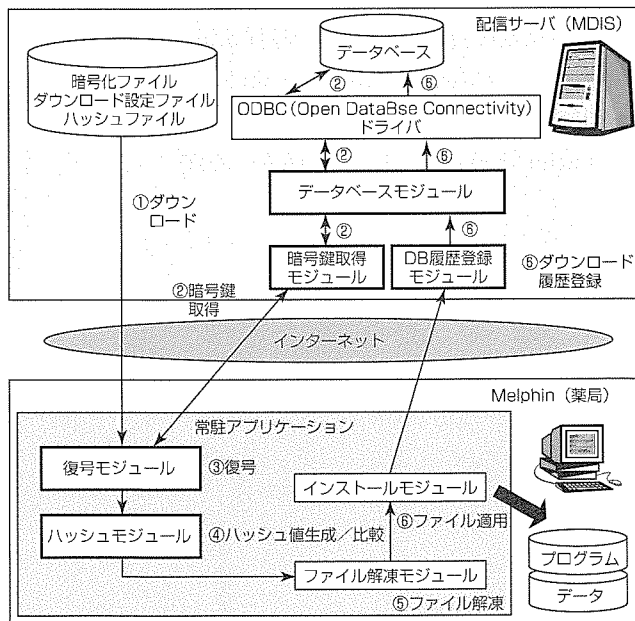 配信サーバ(MDIS)
データベース
暗号化ファイル
ダウンロード設定ファイル
ハッシュファイル
②
⑥
ODBC(Open DataBse Connectivity)
ドライバ
②
⑥
データベースモジュール
①ダウン
ロード
②
⑥
暗号鍵取得
モジュール
DB履歴登録
モジュール
⑥ダウンロード
履歴登録
②暗号鍵
取得
インターネット
Melphin(薬局)
常駐アプリケーション
復号モジュール
③復号
インストールモジュール
ハッシュモジュール
④ハッシュ値生成/比較
⑥ファイル適用
ファイル解凍モジュール
⑤ファイル解凍
プログラム
データ